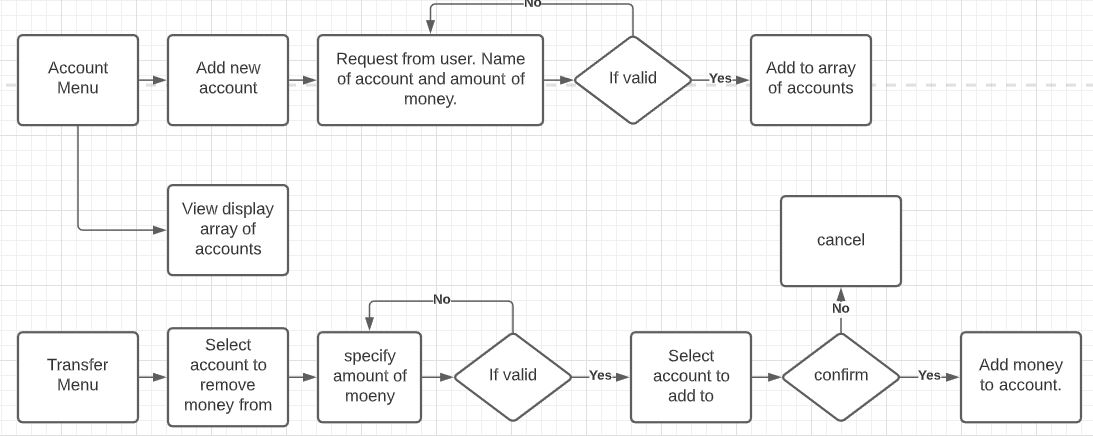 No
Account
Menu
Add new
account
Request from user. Name
of account and amount of
money.
If valid
Yes
Add to array
of accounts
View display
array of
accounts
cancel
No
No
Transfer
Menu
Select
account to
remove
money from
specify
amount of
moeny
If valid
Yes
Select
account to
add to
confirm
Yes
Add money
to account.